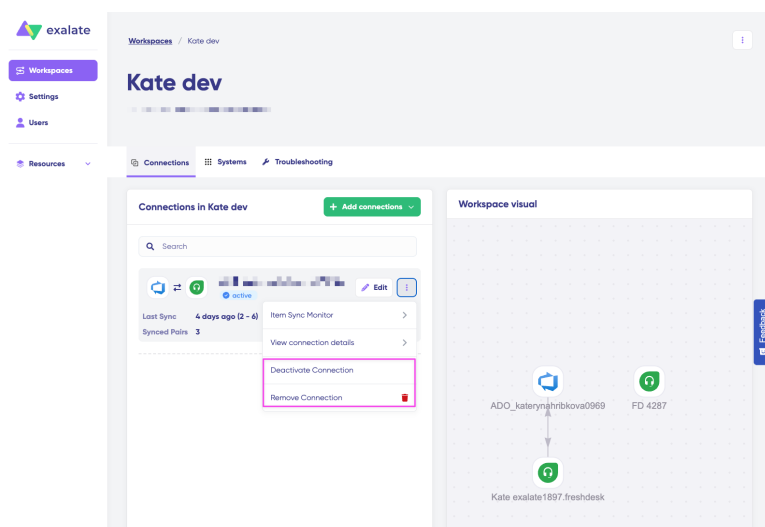 exalate
Workspaces / Kate dev
Workspaces
Kate dev
Settings
Users
Resources
Connections Systems Troubleshooting
Connections in Kate dev
+ Add connections
Workspace visual
Search
active
Edit
Last Sync 4 days ago (2 - 6)
Synced Pairs 3
Item Sync Monitor
View connection details
Deactivate Connection
Remove Connection
Feedback
ADO_katerynahribkova0969
FD 4287
Kate exalate1897.freshdesk